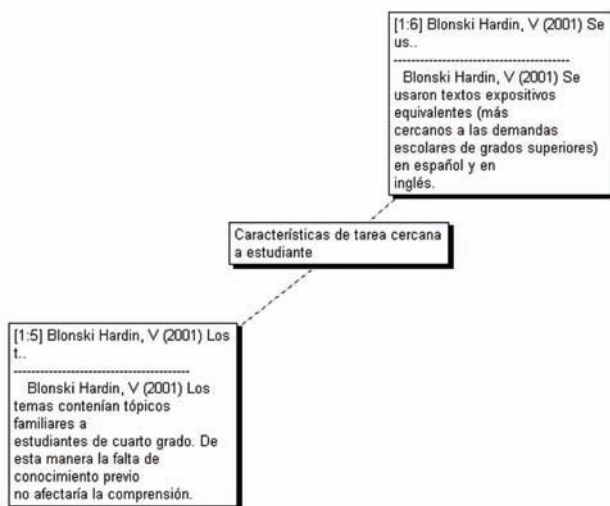 [1:6] Blonski Hardin, V (2001) Se
us..
----------------------------------------
Blonski Hardin, V (2001) Se
usaron textos expositivos
equivalentes (más
cercanos a las demandas
escolares de grados superiores)
en español y en
inglés.
Características de tarea cercana
a estudiante
[1:5] Blonski Hardin, V (2001) Los
t..
----------------------------------------
Blonski Hardin, V (2001) Los
temas contenían tópicos
familiares a
estudiantes de cuarto grado. De
esta manera la falta de
conocimiento previo
no afectaría la comprensión.